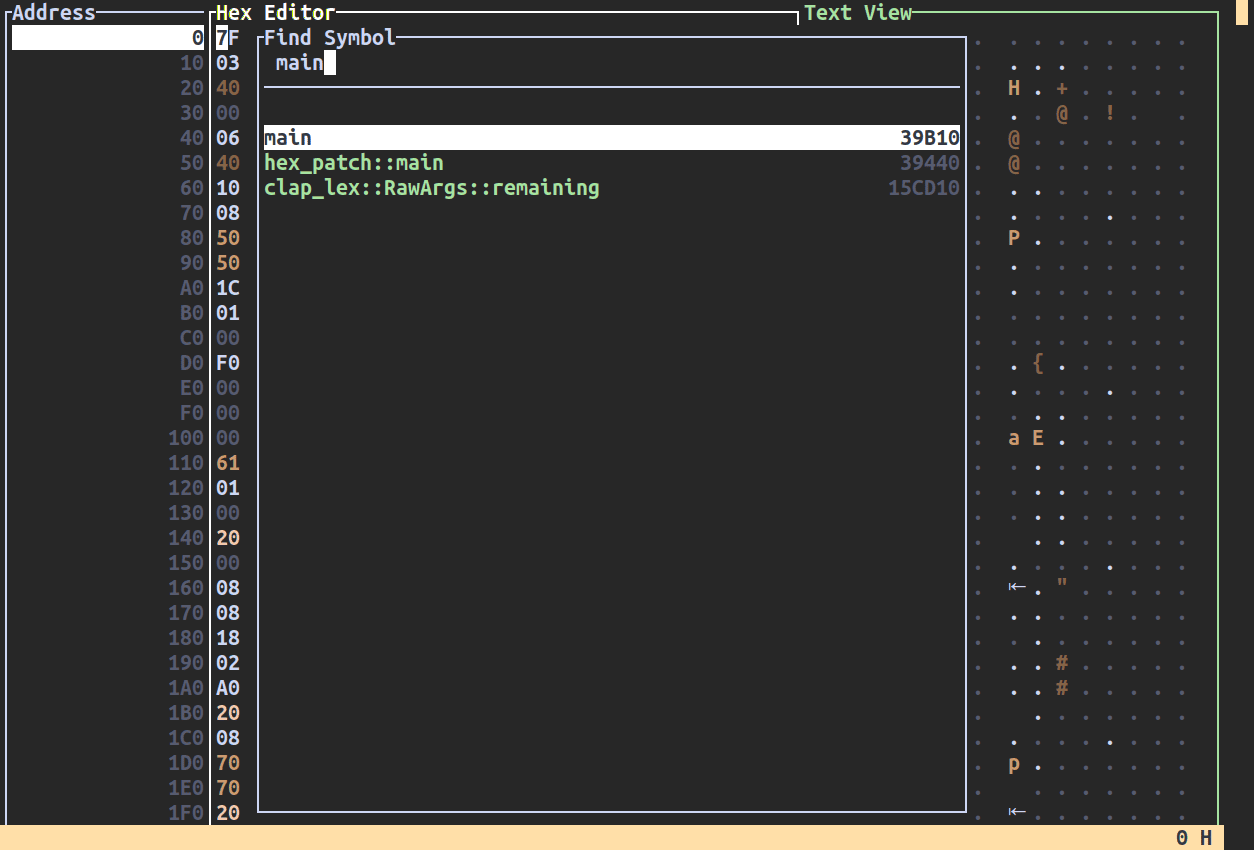 Address Hex Editor Text View
0 7F Find Symbol . . . . . . . . .
10 03 main . . . . . . . . .
20 40 . H . + . . . . .
30 00 . . . @ . ! . .
40 06 main 39B10 . @ . . . . . . .
50 40 hex_patch::main 39440 . @ . . . . . . .
60 10 clap_lex::RawArgs::remaining 15CD10 . . . . . . . . .
70 08 . . . . . . . . .
80 50 . P . . . . . . .
90 50 . . . . . . . . .
A0 1C . . . . . . . . .
B0 01 . . . . . . . . .
C0 00 . . . . . . . . .
D0 F0 . . { . . . . . .
E0 00 . . . . . . . . .
F0 00 . . . . . . . . .
100 00 . a E . . . . . .
110 61 . . . . . . . . .
120 01 . . . . . . . . .
130 00 . . . . . . . . .
140 20 . . . . . . . .
150 00 . . . . . . . . .
160 08 . ⇤ . " . . . . .
170 08 . . . . . . . . .
180 18 . . . . . . . . .
190 02 . . . # . . . . .
1A0 A0 . . . # . . . . .
1B0 20 . . . . . . . .
1C0 08 . . . . . . . . .
1D0 70 . p . . . . . . .
1E0 70 . . . . . . . .
1F0 20 . ⇤ . . . . . . .
0 H